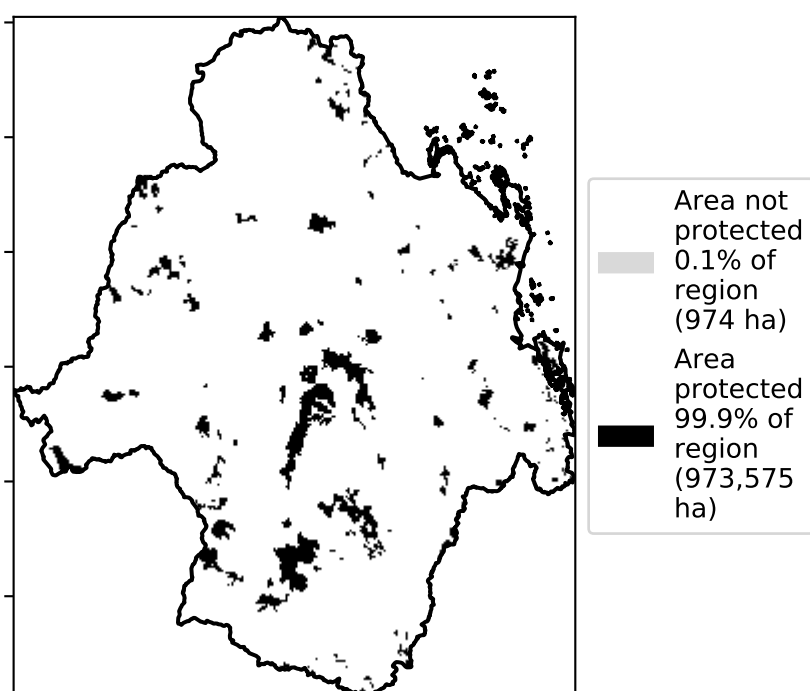 Area not
protected
0.1% of
region
(974 ha)
Area
protected
99.9% of
region
(973,575
ha)